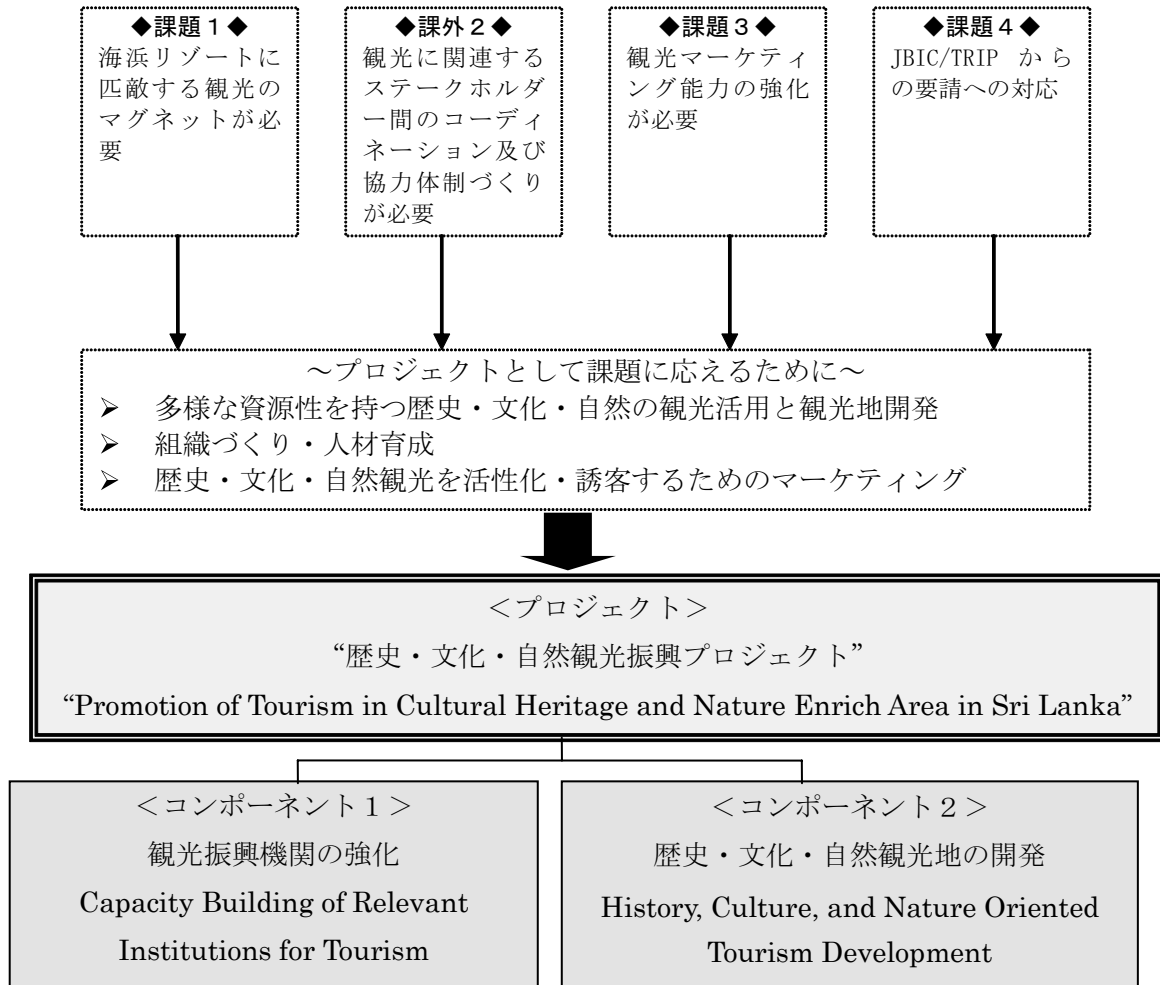 ◆課題１◆
海浜リゾートに
匹敵する観光の
マグネットが必
要
◆課外２◆
観光に関連する
ステークホルダ
ー間のコーディ
ネーション及び
協力体制づくり
が必要
◆課題３◆
観光マーケティ
ング能力の強化
が必要
◆課題４◆
JBIC/TRIP から
の要請への対応
～プロジェクトとして課題に応えるために～
➢ 多様な資源性を持つ歴史・文化・自然の観光活用と観光地開発
➢ 組織づくり・人材育成
➢ 歴史・文化・自然観光を活性化・誘客するためのマーケティング
＜プロジェクト＞
“歴史・文化・自然観光振興プロジェクト”
“Promotion of Tourism in Cultural Heritage and Nature Enrich Area in Sri Lanka”
＜コンポーネント１＞
観光振興機関の強化
Capacity Building of Relevant
Institutions for Tourism
＜コンポーネント２＞
歴史・文化・自然観光地の開発
History, Culture, and Nature Oriented
Tourism Development